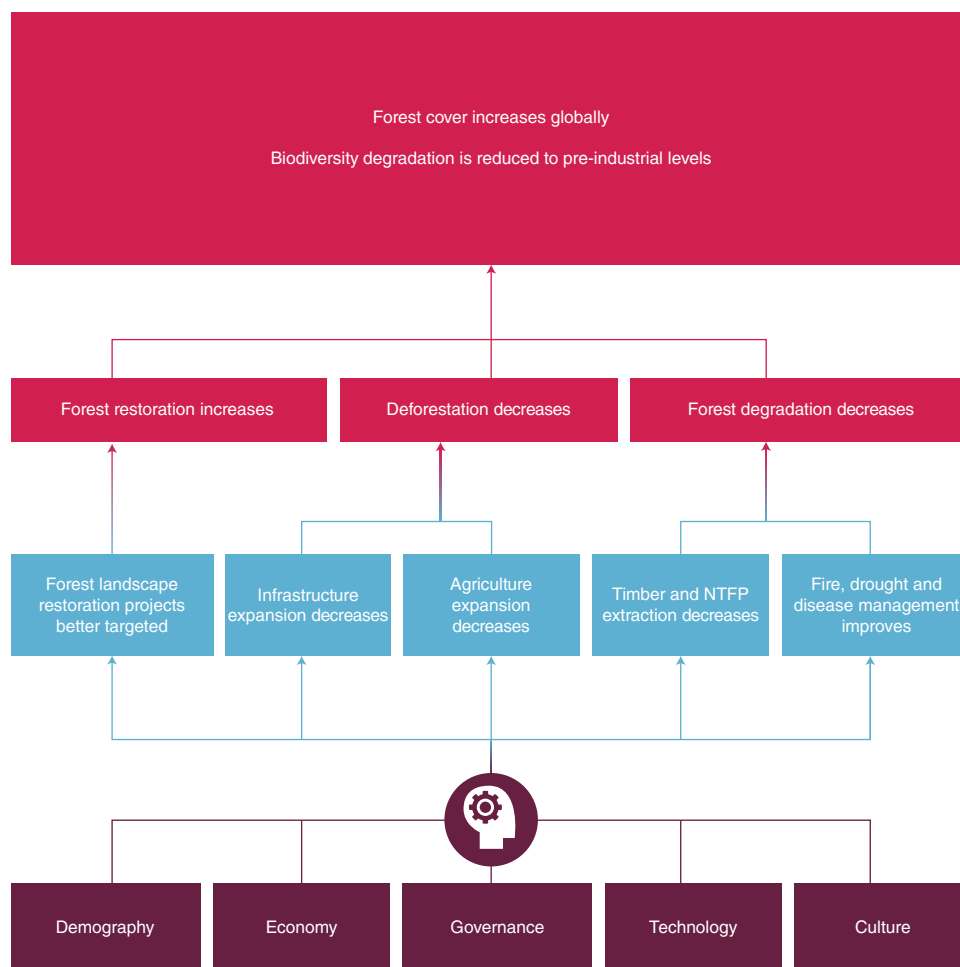 Forest cover increases globally
Biodiversity degradation is reduced to pre-industrial levels
Forest restoration increases
Deforestation decreases
Forest degradation decreases
Forest landscape
restoration projects
better targeted
Infrastructure
expansion decreases
Agriculture
expansion
decreases
Timber and NTFP
extraction decreases
Fire, drought and
disease management
improves
Demography
Economy
Governance
Technology
Culture